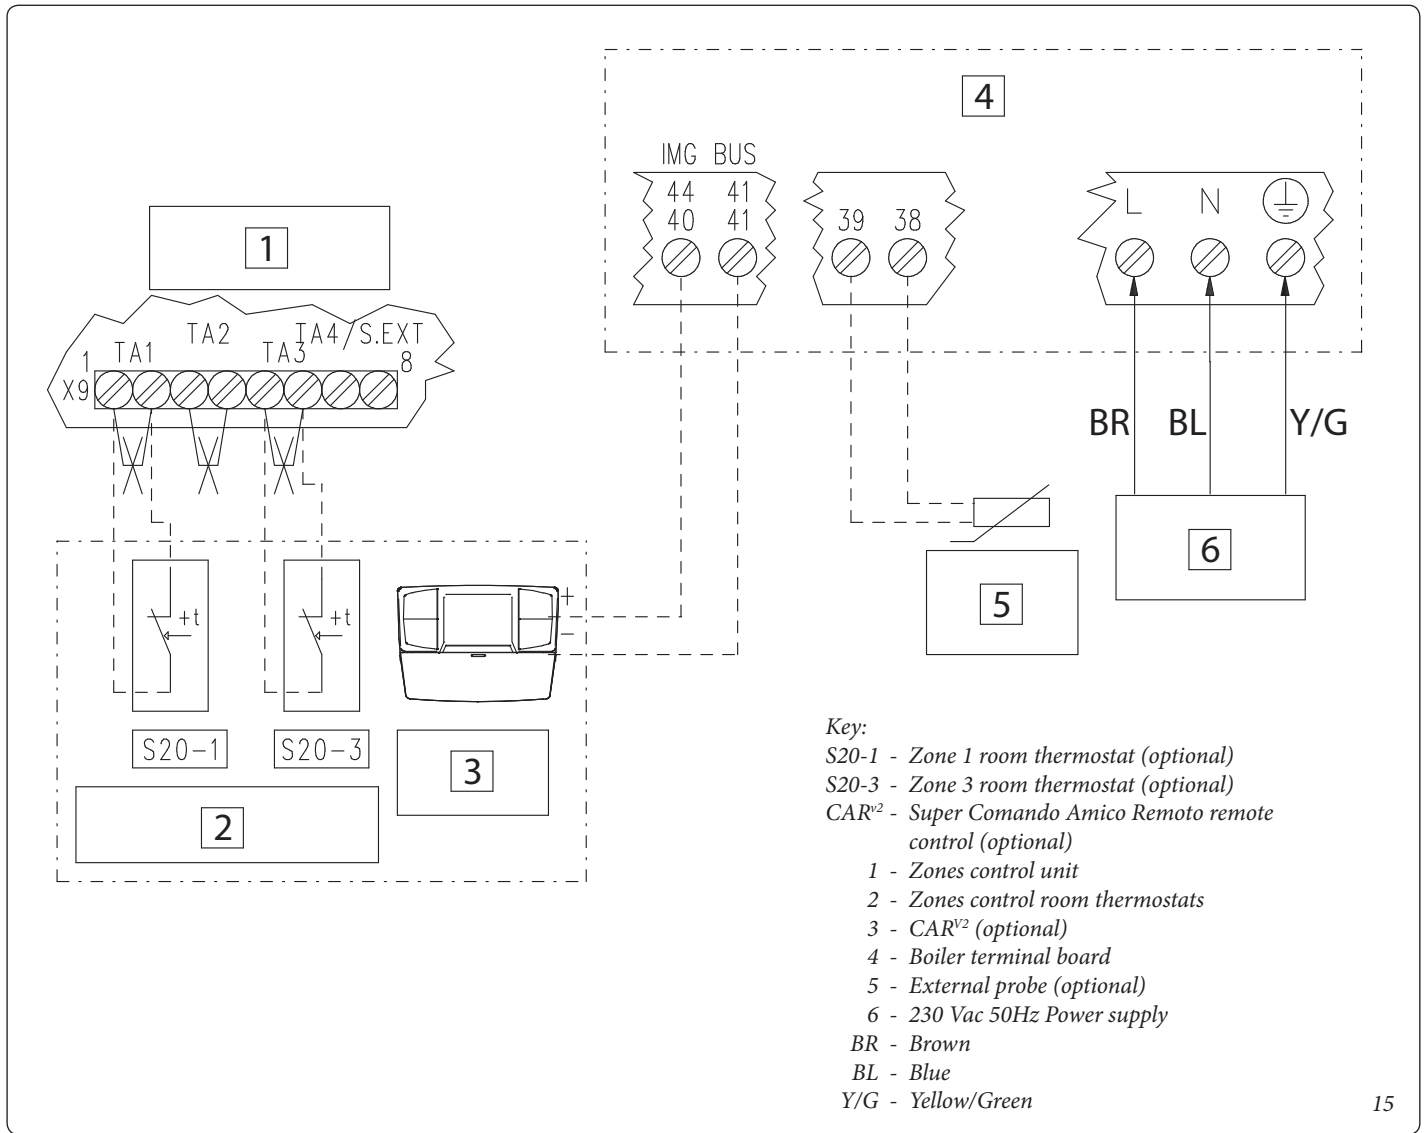 4
IMG BUS
44 41
40 41
39 38
L N
1
TA1 TA2 TA3 TA4/S.EXT
1 8
X9
BR BL Y/G
+t +t
+
−
5
6
S20-1 S20-3
3
2
Key:
S20-1 - Zone 1 room thermostat (optional)
S20-3 - Zone 3 room thermostat (optional)
CARv2 - Super Comando Amico Remoto remote
control (optional)
1 - Zones control unit
2 - Zones control room thermostats
3 - CARV2 (optional)
4 - Boiler terminal board
5 - External probe (optional)
6 - 230 Vac 50Hz Power supply
BR - Brown
BL - Blue
Y/G - Yellow/Green
15